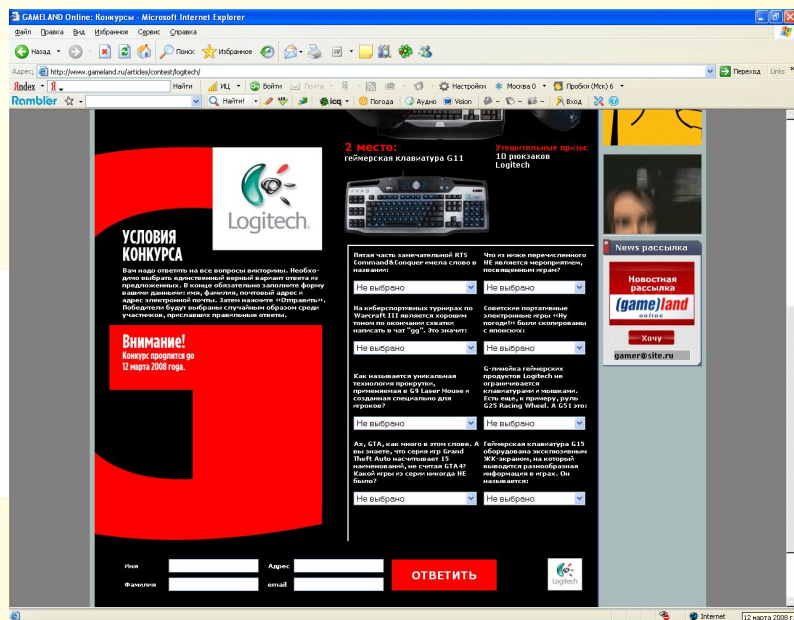 GAMELAND Online: Конкурсы - Microsoft Internet Explorer
Файл Правка Вид Избранное Сервис Справка
Назад Поиск Избранное
Адрес: http://www.gameland.ru/articles/contest/logitech/ Переход Links
Яndex Я Найти ИЦ Войти Почта Настройки Москва 0 Пробки (Мск) 6
Rambler Найти! icq Погода Аудио Vision Вход
2 место:
геймерская клавиатура G11
Утешительные призы:
10 рюкзаков
Logitech
Logitech
УСЛОВИЯ
КОНКУРСА
Вам надо ответить на все вопросы викторины. Необхо-
димо выбрать единственный верный вариант ответа из
предложенных. В конце обязательно заполните форму
вашими данными: имя, фамилия, почтовый адрес и
адрес электронной почты. Затем нажмите «Отправить».
Победители будут выбраны случайным образом среди
участников, приславших правильные ответы.
Внимание!
Конкурс продлится до
12 марта 2008 года.
Пятая часть замечательной RTS
Command&Conquer имела слово в
названии:
Не выбрано
Что из ниже перечисленного
НЕ является мероприятием,
посвященным играм?
Не выбрано
На киберспортивных турнирах по
Warcraft III является хорошим
тоном по окончании схватки
написать в чат "gg". Это значит:
Не выбрано
Советские портативные
электронные игры «Ну
погоди!» были скопированы
с японских:
Не выбрано
Как называется уникальная
технология прокрутки,
применяемая в G9 Laser Mouse и
созданная специально для
игроков?
Не выбрано
G-линейка геймерских
продуктов Logitech не
ограничивается
клавиатурами и мышками.
Есть еще, к примеру, руль
G25 Racing Wheel. А G51 это:
Не выбрано
Ах, GTA, как много в этом слове. А
вы знаете, что серия игр Grand
Theft Auto насчитывает 15
наименований, не считая GTA4?
Какой игры из серии никогда НЕ
было?
Не выбрано
Геймерская клавиатура G15
оборудована эксклюзивным
ЖК-экраном, на который
выводится разнообразная
информация в играх. Он
называется:
Не выбрано
News рассылка
Новостная
рассылка
(game)land
online
Хочу
gamer@site.ru
Имя Адрес
Фамилия email
ОТВЕТИТЬ
Logitech
Internet 12 марта 2008 г.